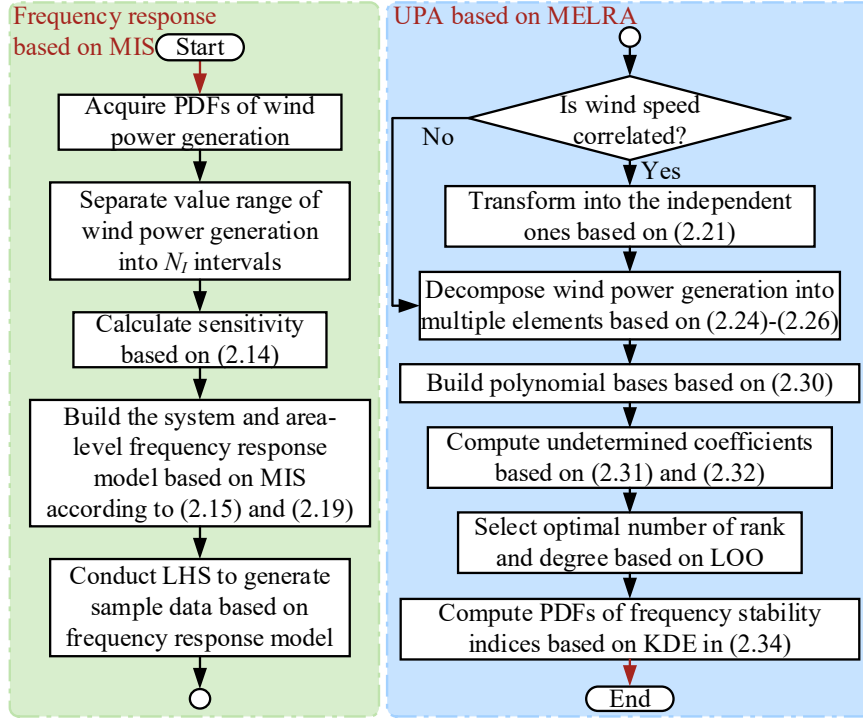 Frequency response
based on MIS
Start
Acquire PDFs of wind
power generation
Separate value range of
wind power generation
into N_I intervals
Calculate sensitivity
based on (2.14)
Build the system and area-
level frequency response
model based on MIS
according to (2.15) and (2.19)
Conduct LHS to generate
sample data based on
frequency response model
UPA based on MELRA
Is wind speed
correlated?
No
Yes
Transform into the independent
ones based on (2.21)
Decompose wind power generation into
multiple elements based on (2.24)-(2.26)
Build polynomial bases based on (2.30)
Compute undetermined coefficients
based on (2.31) and (2.32)
Select optimal number of rank
and degree based on LOO
Compute PDFs of frequency stability
indices based on KDE in (2.34)
End